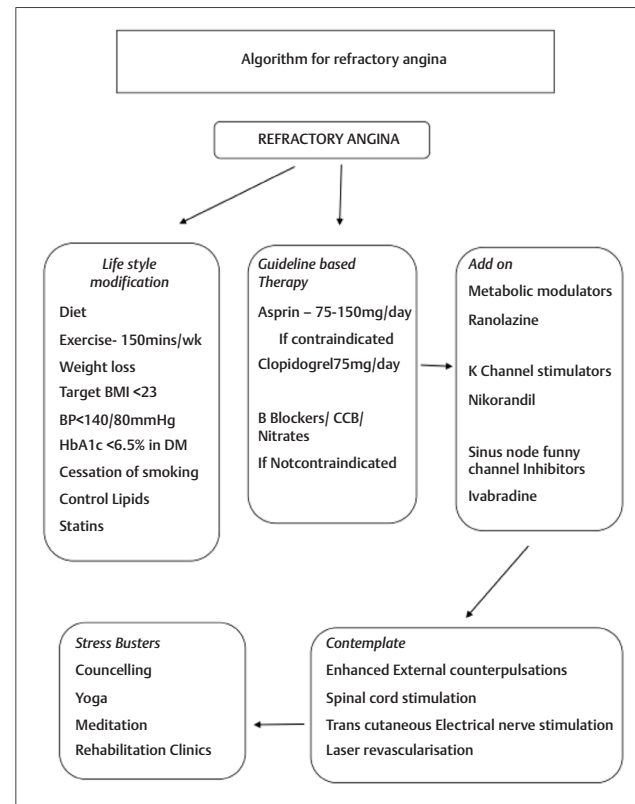 Algorithm for refractory angina
REFRACTORY ANGINA
Life style
modification
Diet
Exercise- 150mins/wk
Weight loss
Target BMI <23
BP<140/80mmHg
HbA1c <6.5% in DM
Cessation of smoking
Control Lipids
Statins
Guideline based
Therapy
Asprin – 75-150mg/day
If contraindicated
Clopidogrel75mg/day
B Blockers/ CCB/
Nitrates
If Notcontraindicated
Add on
Metabolic modulators
Ranolazine
K Channel stimulators
Nikorandil
Sinus node funny
channel Inhibitors
Ivabradine
Contemplate
Enhanced External counterpulsations
Spinal cord stimulation
Trans cutaneous Electrical nerve stimulation
Laser revascularisation
Stress Busters
Councelling
Yoga
Meditation
Rehabilitation Clinics